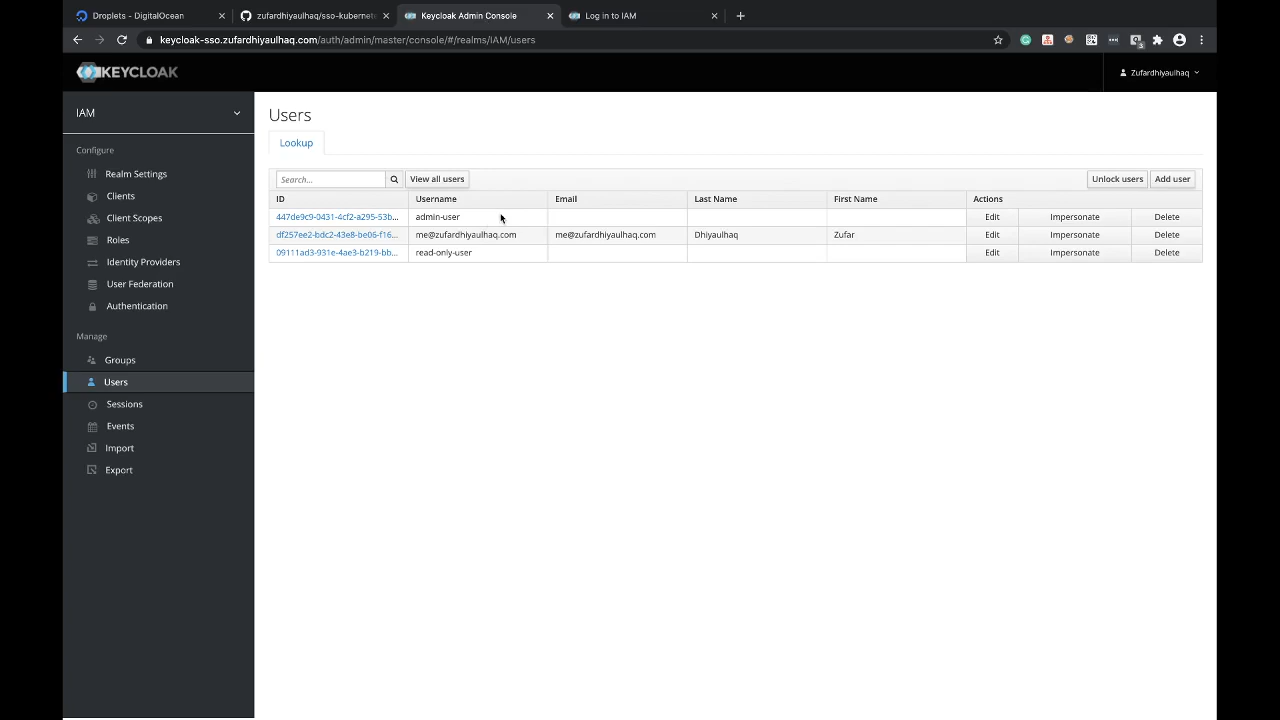 Droplets - DigitalOcean
zufardhiyaulhaq/sso-kubernete
Keycloak Admin Console
Log in to IAM
keycloak-sso.zufardhiyaulhaq.com/auth/admin/master/console/#/realms/IAM/users
KEYCLOAK
Zufardhiyaulhaq
IAM
Configure
Realm Settings
Clients
Client Scopes
Roles
Identity Providers
User Federation
Authentication
Manage
Groups
Users
Sessions
Events
Import
Export
Users
Lookup
Search... View all users Unlock users Add user
ID Username Email Last Name First Name Actions
447de9c9-0431-4cf2-a295-53b... admin-user Edit Impersonate Delete
df257ee2-bdc2-43e8-be06-f16... me@zufardhiyaulhaq.com me@zufardhiyaulhaq.com Dhiyaulhaq Zufar Edit Impersonate Delete
09111ad3-931e-4ae3-b219-bb... read-only-user Edit Impersonate Delete